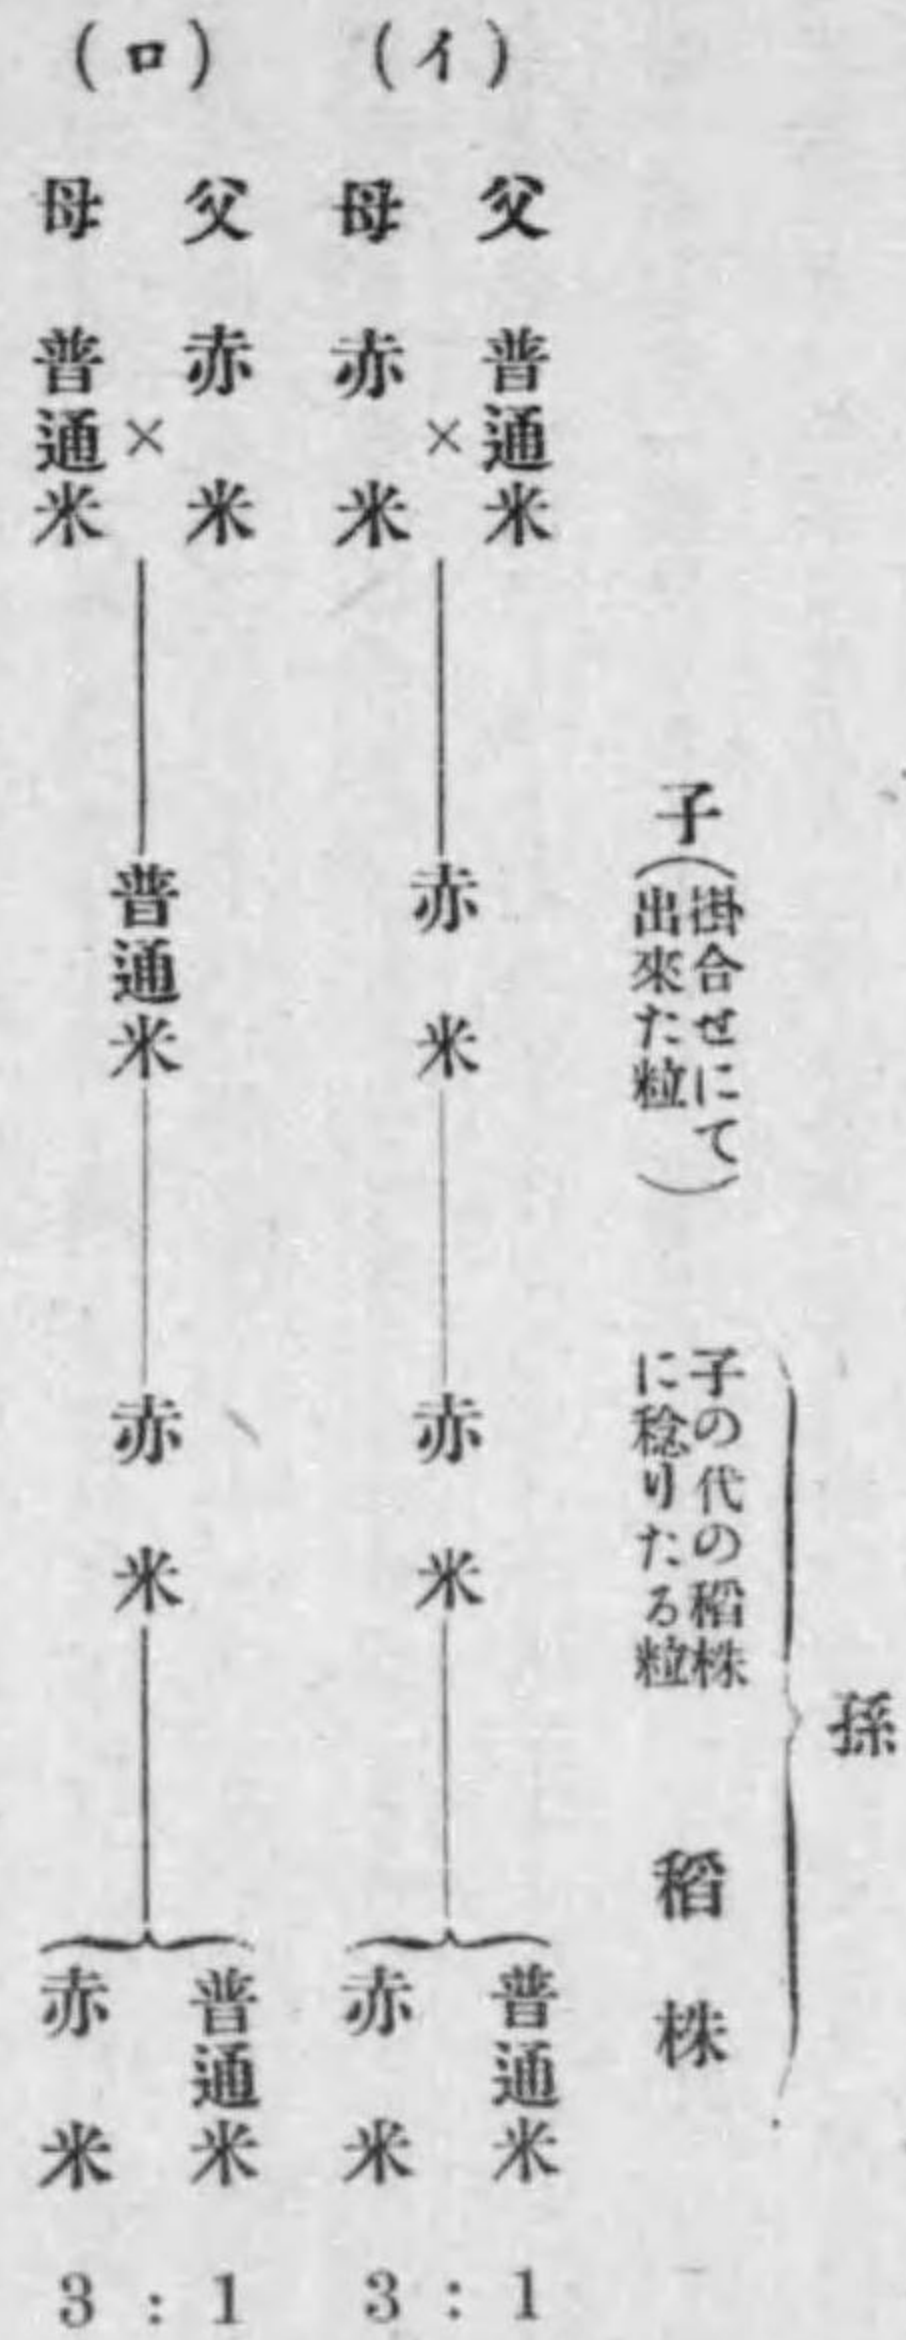 孫
子(掛合せにて
出來た粒)
子の代の稻株
に稔りたる粒
稻株
(イ)
父 普通米
×
母 赤米
赤米
赤米
普通米 1
:
赤米 3
(ロ)
父 赤米
×
母 普通米
普通米
赤米
普通米 1
:
赤米 3